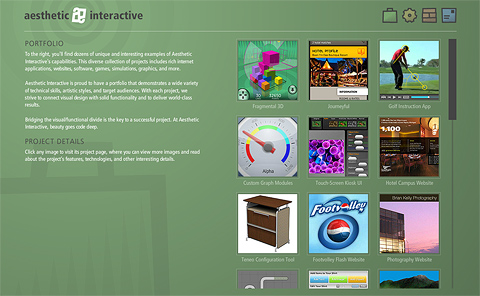 aesthetic interactive
PORTFOLIO
To the right, you'll find dozens of unique and interesting examples of Aesthetic
Interactive's capabilities. This diverse collection of projects includes rich internet
applications, websites, software, games, simulations, graphics, and more.
Aesthetic Interactive is proud to have a portfolio that demonstrates a wide variety
of technical skills, artistic styles, and target audiences. With each project, we
strive to connect visual design with solid functionality and to deliver world-class
results.
Bridging the visual/functional divide is the key to a successful project. At Aesthetic
Interactive, beauty goes code deep.
PROJECT DETAILS
Click any image to visit its project page, where you can view more images and read
about the project's features, technologies, and other interesting details.
HOTEL PROFILE
Fragmental 3D
Journeyful
Golf Instruction App
Alpha
Custom Graph Modules
Touch-Screen Kiosk UI
Hotel Campus Website
Footvolley
Brian Kelly Photography
Teneo Configuration Tool
Footvolley Flash Website
Photography Website